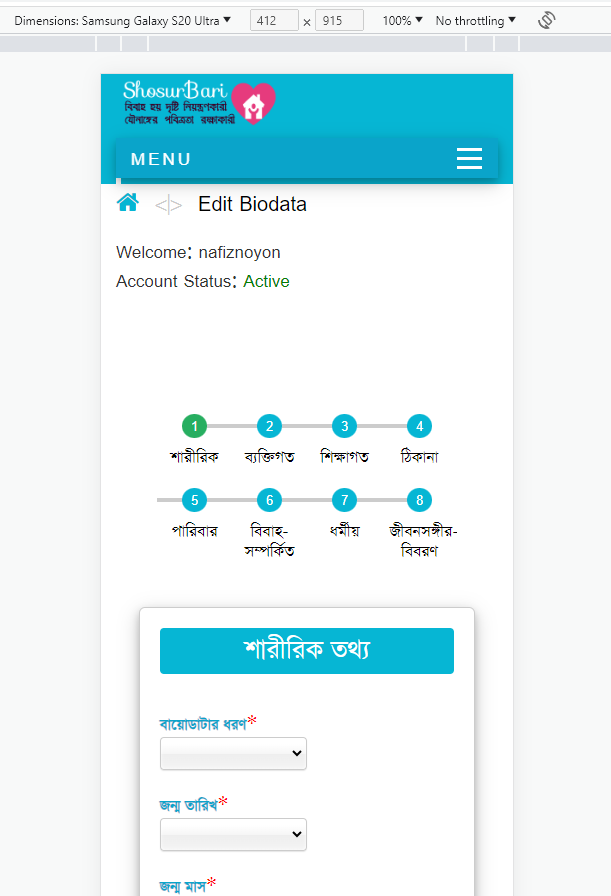 Dimensions: Samsung Galaxy S20 Ultra ▼ 412 × 915 100% ▼ No throttling ▼
ShosurBari
বিবাহ হয় দৃষ্টি নিয়ন্ত্রণকারী
যৌনাঙ্গের পবিত্রতা রক্ষাকারী
MENU
<|> Edit Biodata
Welcome: nafiznoyon
Account Status: Active
1 2 3 4
শারীরিক ব্যক্তিগত শিক্ষাগত ঠিকানা
5 6 7 8
পারিবার বিবাহ- ধর্মীয় জীবনসঙ্গীর-
সম্পর্কিত বিবরণ
শারীরিক তথ্য
বায়োডাটার ধরণ*
জন্ম তারিখ*
জন্ম মাস*